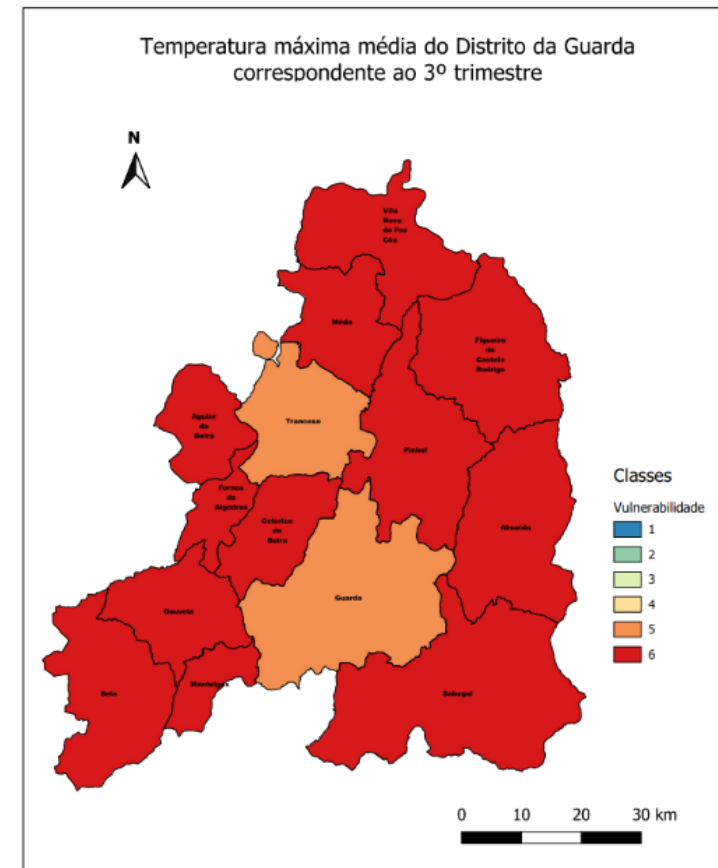 Temperatura máxima média do Distrito da Guarda
correspondente ao 3º trimestre
N
Vila
Nova
de Foz
Côa
Mêda
Figueira
de
Castelo
Rodrigo
Aguiar
da
Beira
Trancoso
Pinhel
Fornos
de
Algodres
Celorico
da
Beira
Almeida
Guarda
Gouveia
Seia
Manteigas
Sabugal
Classes
Vulnerabilidade
1
2
3
4
5
6
0 10 20 30 km